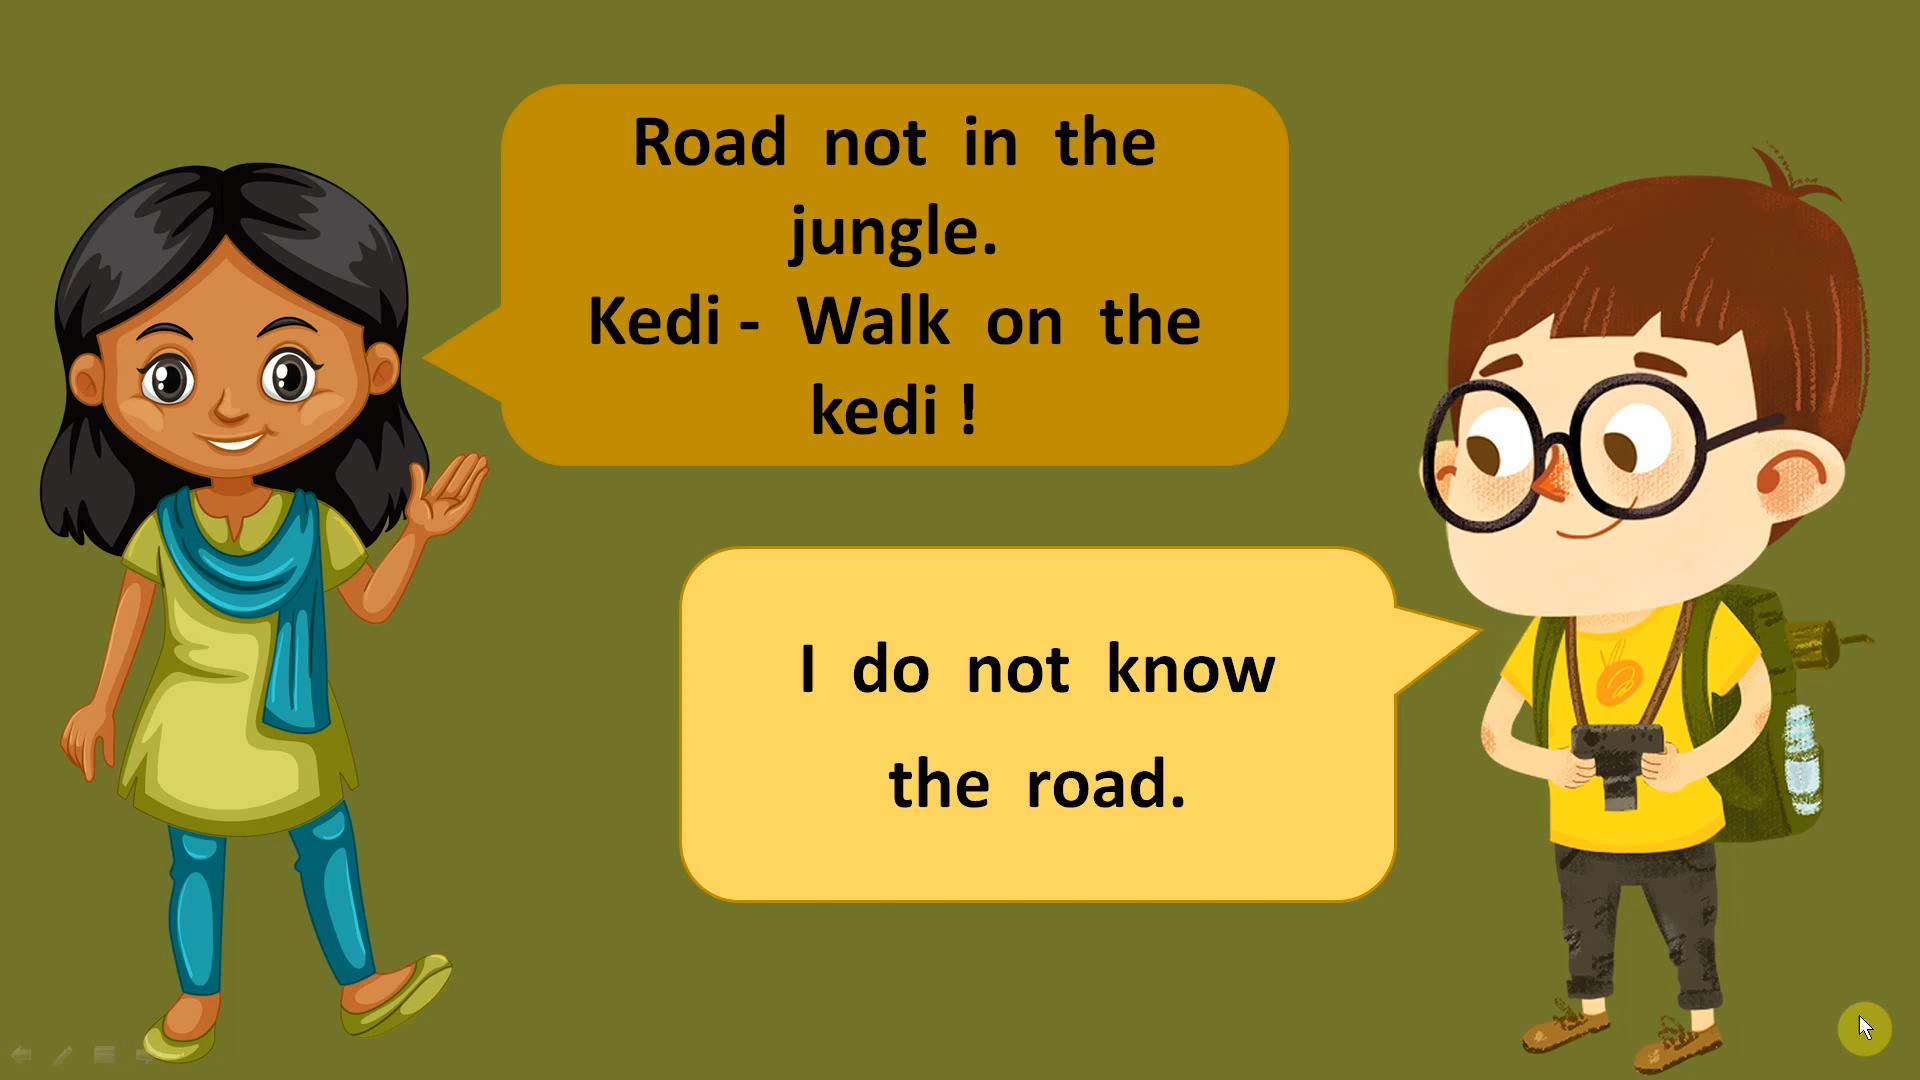 Road not in the
jungle.
Kedi - Walk on the
kedi !
I do not know
the road.